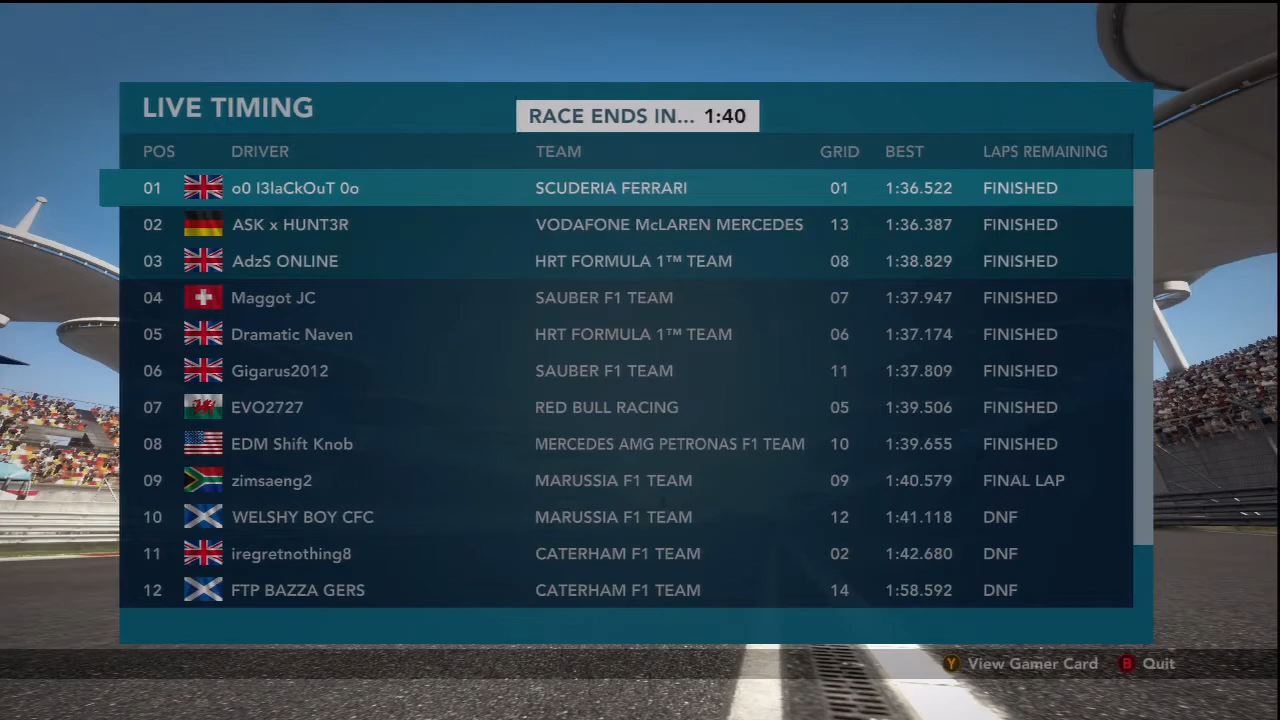 LIVE TIMING
RACE ENDS IN... 1:40
POS DRIVER TEAM GRID BEST LAPS REMAINING
01 o0 l3laCkOuT 0o SCUDERIA FERRARI 01 1:36.522 FINISHED
02 ASK x HUNT3R VODAFONE McLAREN MERCEDES 13 1:36.387 FINISHED
03 AdzS ONLINE HRT FORMULA 1™ TEAM 08 1:38.829 FINISHED
04 Maggot JC SAUBER F1 TEAM 07 1:37.947 FINISHED
05 Dramatic Naven HRT FORMULA 1™ TEAM 06 1:37.174 FINISHED
06 Gigarus2012 SAUBER F1 TEAM 11 1:37.809 FINISHED
07 EVO2727 RED BULL RACING 05 1:39.506 FINISHED
08 EDM Shift Knob MERCEDES AMG PETRONAS F1 TEAM 10 1:39.655 FINISHED
09 zimsaeng2 MARUSSIA F1 TEAM 09 1:40.579 FINAL LAP
10 WELSHY BOY CFC MARUSSIA F1 TEAM 12 1:41.118 DNF
11 iregretnothing8 CATERHAM F1 TEAM 02 1:42.680 DNF
12 FTP BAZZA GERS CATERHAM F1 TEAM 14 1:58.592 DNF
Y View Gamer Card B Quit